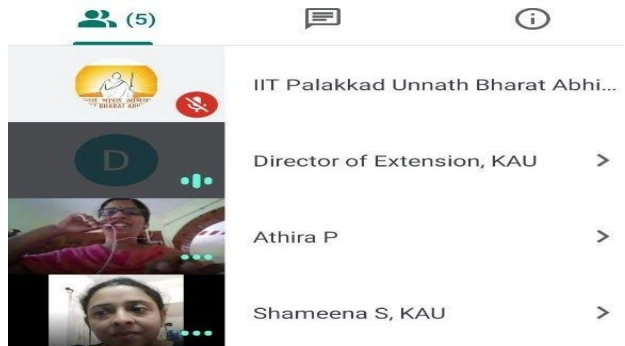 (5)
IIT Palakkad Unnath Bharat Abhi...
D
Director of Extension, KAU
Athira P
Shameena S, KAU